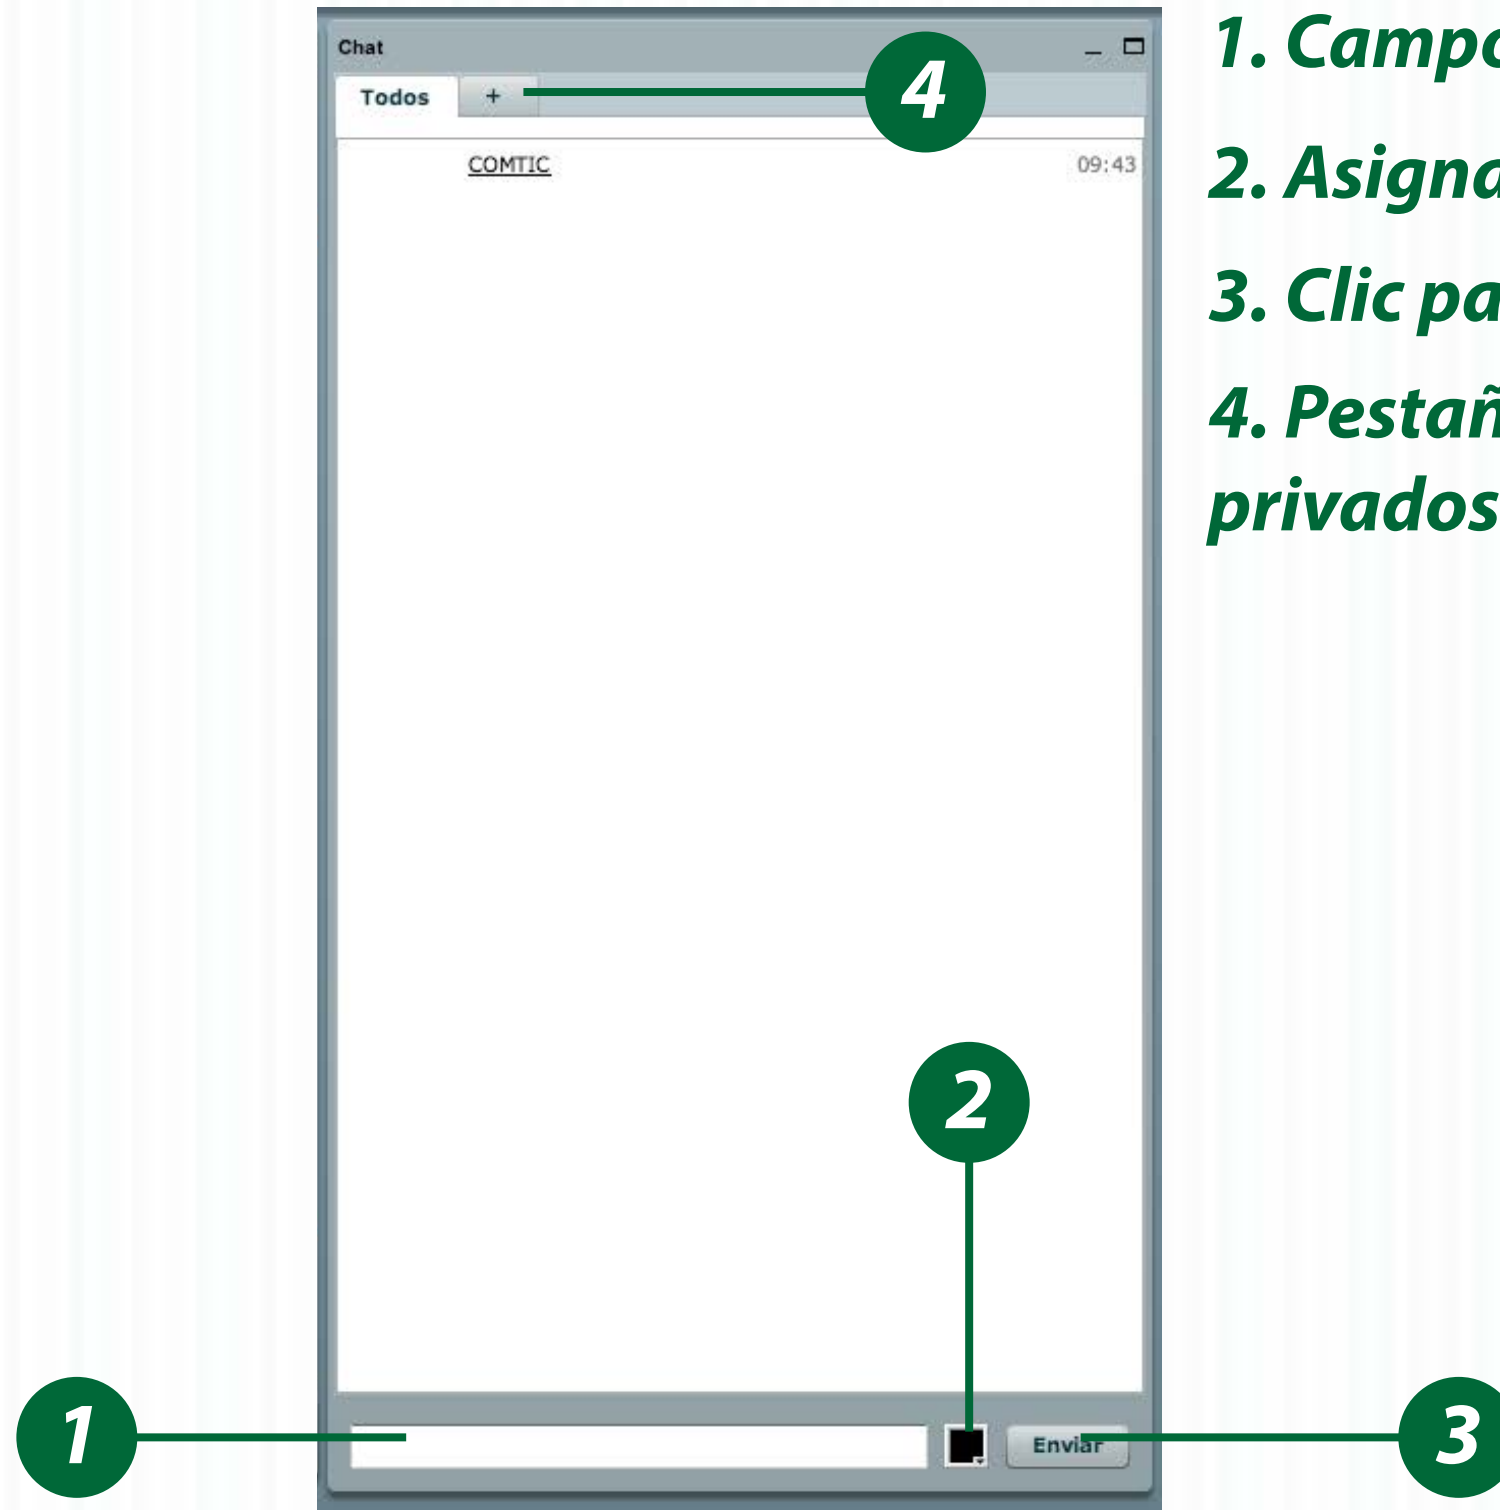 Chat
Todos +
COMTIC 09:43
4
2
1
Enviar
3
1. Campo
2. Asigna
3. Clic pa
4. Pestañ
privados